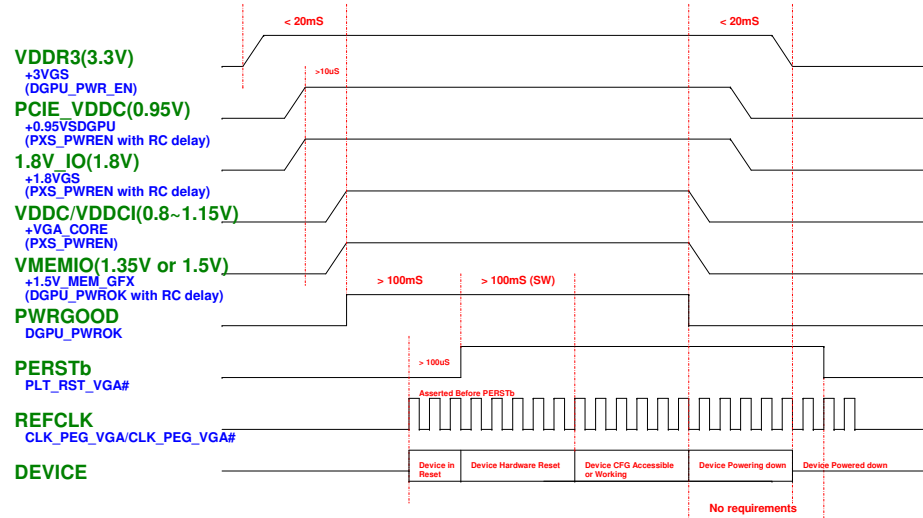 < 20mS
< 20mS
VDDR3(3.3V)
+3VGS
(DGPU_PWR_EN)
>10uS
PCIE_VDDC(0.95V)
+0.95VSDGPU
(PXS_PWREN with RC delay)
1.8V_IO(1.8V)
+1.8VGS
(PXS_PWREN with RC delay)
VDDC/VDDCI(0.8~1.15V)
+VGA_CORE
(PXS_PWREN)
VMEMIO(1.35V or 1.5V)
+1.5V_MEM_GFX
(DGPU_PWROK with RC delay)
> 100mS
> 100mS (SW)
PWRGOOD
DGPU_PWROK
PERSTb
PLT_RST_VGA#
> 100uS
Asserted Before PERSTb
REFCLK
CLK_PEG_VGA/CLK_PEG_VGA#
DEVICE
Device in
Reset
Device Hardware Reset
Device CFG Accessible
or Working
Device Powering down
Device Powered down
No requirements